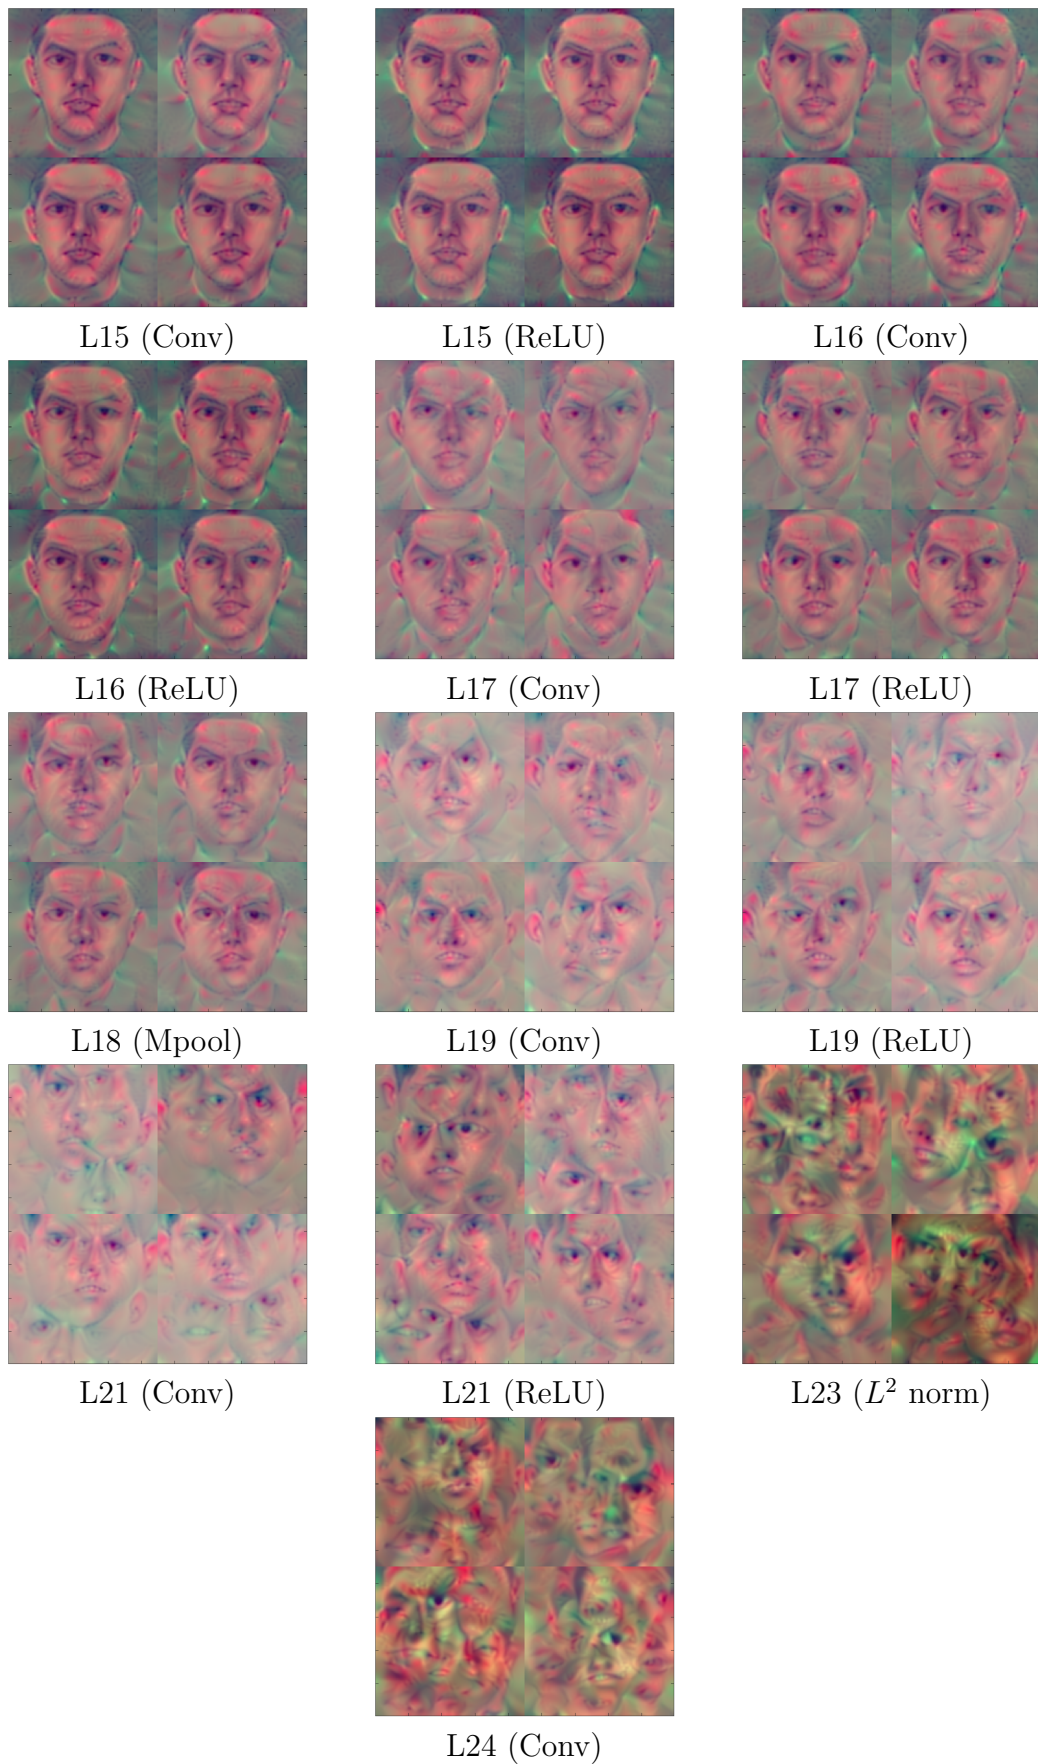 L15 (Conv) L15 (ReLU) L16 (Conv)
L16 (ReLU) L17 (Conv) L17 (ReLU)
L18 (Mpool) L19 (Conv) L19 (ReLU)
L21 (Conv) L21 (ReLU) L23 (L² norm)
L24 (Conv)